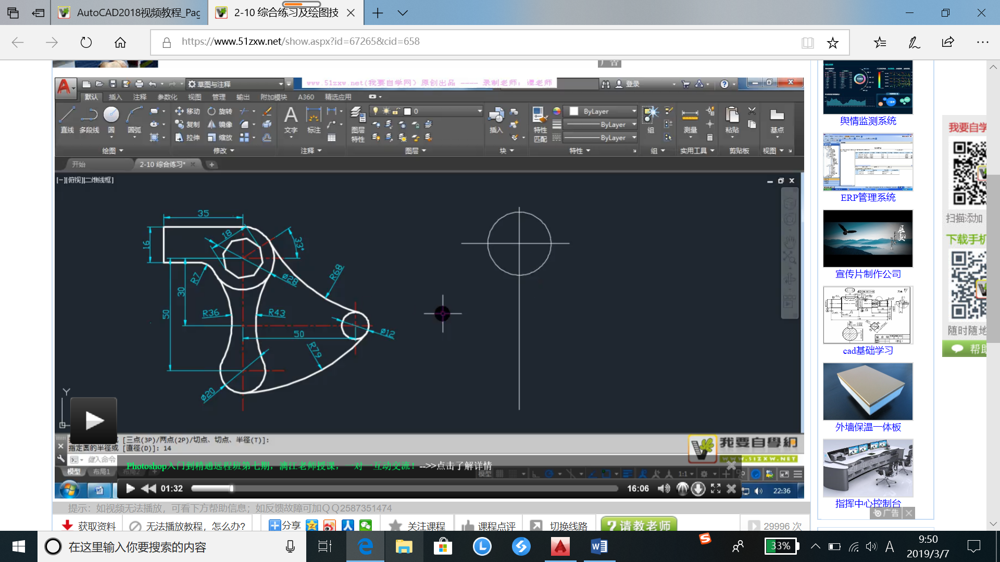 AutoCAD2018视频教程_Pag
2-10 综合练习及绘图技
https://www.51zxw.net/show.aspx?id=67265&cid=658
广告
草图与注释
www.51zxw.net(我要自学网) 原创出品 ---- 录制老师: 谭老师
登录
默认 插入 注释 参数化 视图 管理 输出 附加模块 A360 精选应用
直线 多段线 圆 圆弧
移动 旋转
复制 镜像
拉伸 缩放
文字 标注
图层特性
0
插入
特性匹配
ByLayer
ByLayer
ByLayer
组 测量 粘贴 基点
绘图 修改 注释 图层 块 特性 组 实用工具 剪贴板 视图
开始 2-10 综合练习*
[-][俯视][二维线框]
35
18
33°
16
R7
Ø28
R68
30
50
R36
R43
50
Ø12
R79
Ø20
Y
[三点(3P)/两点(2P)/切点、切点、半径(T)]:
指定圆的半径或 [直径(D)]: 14
键入命令
我要自學網
WWW.51ZXW.NET
Photoshop入门到精通远程班第七期，漓江老师授课，一对一互动交流！-->>点击了解详情
模型 布局1 布局2
模型
1:1
01:32
16:06
22:36
提示：如视频无法播放，可看下方帮助信息；如反馈故障可加QQ2587351474
获取资料 无法播放教程，怎么办? 分享 关注课程 课程点评 切换线路 ?请教老师 29996 次
舆情监测系统
ERP管理系统
宣传片制作公司
cad基础学习
外墙保温一体板
指挥中心控制台
广告
我要自学
扫描添加
下载手机
随时随地
帮助
在这里输入你要搜索的内容
33%
A
9:50
2019/3/7